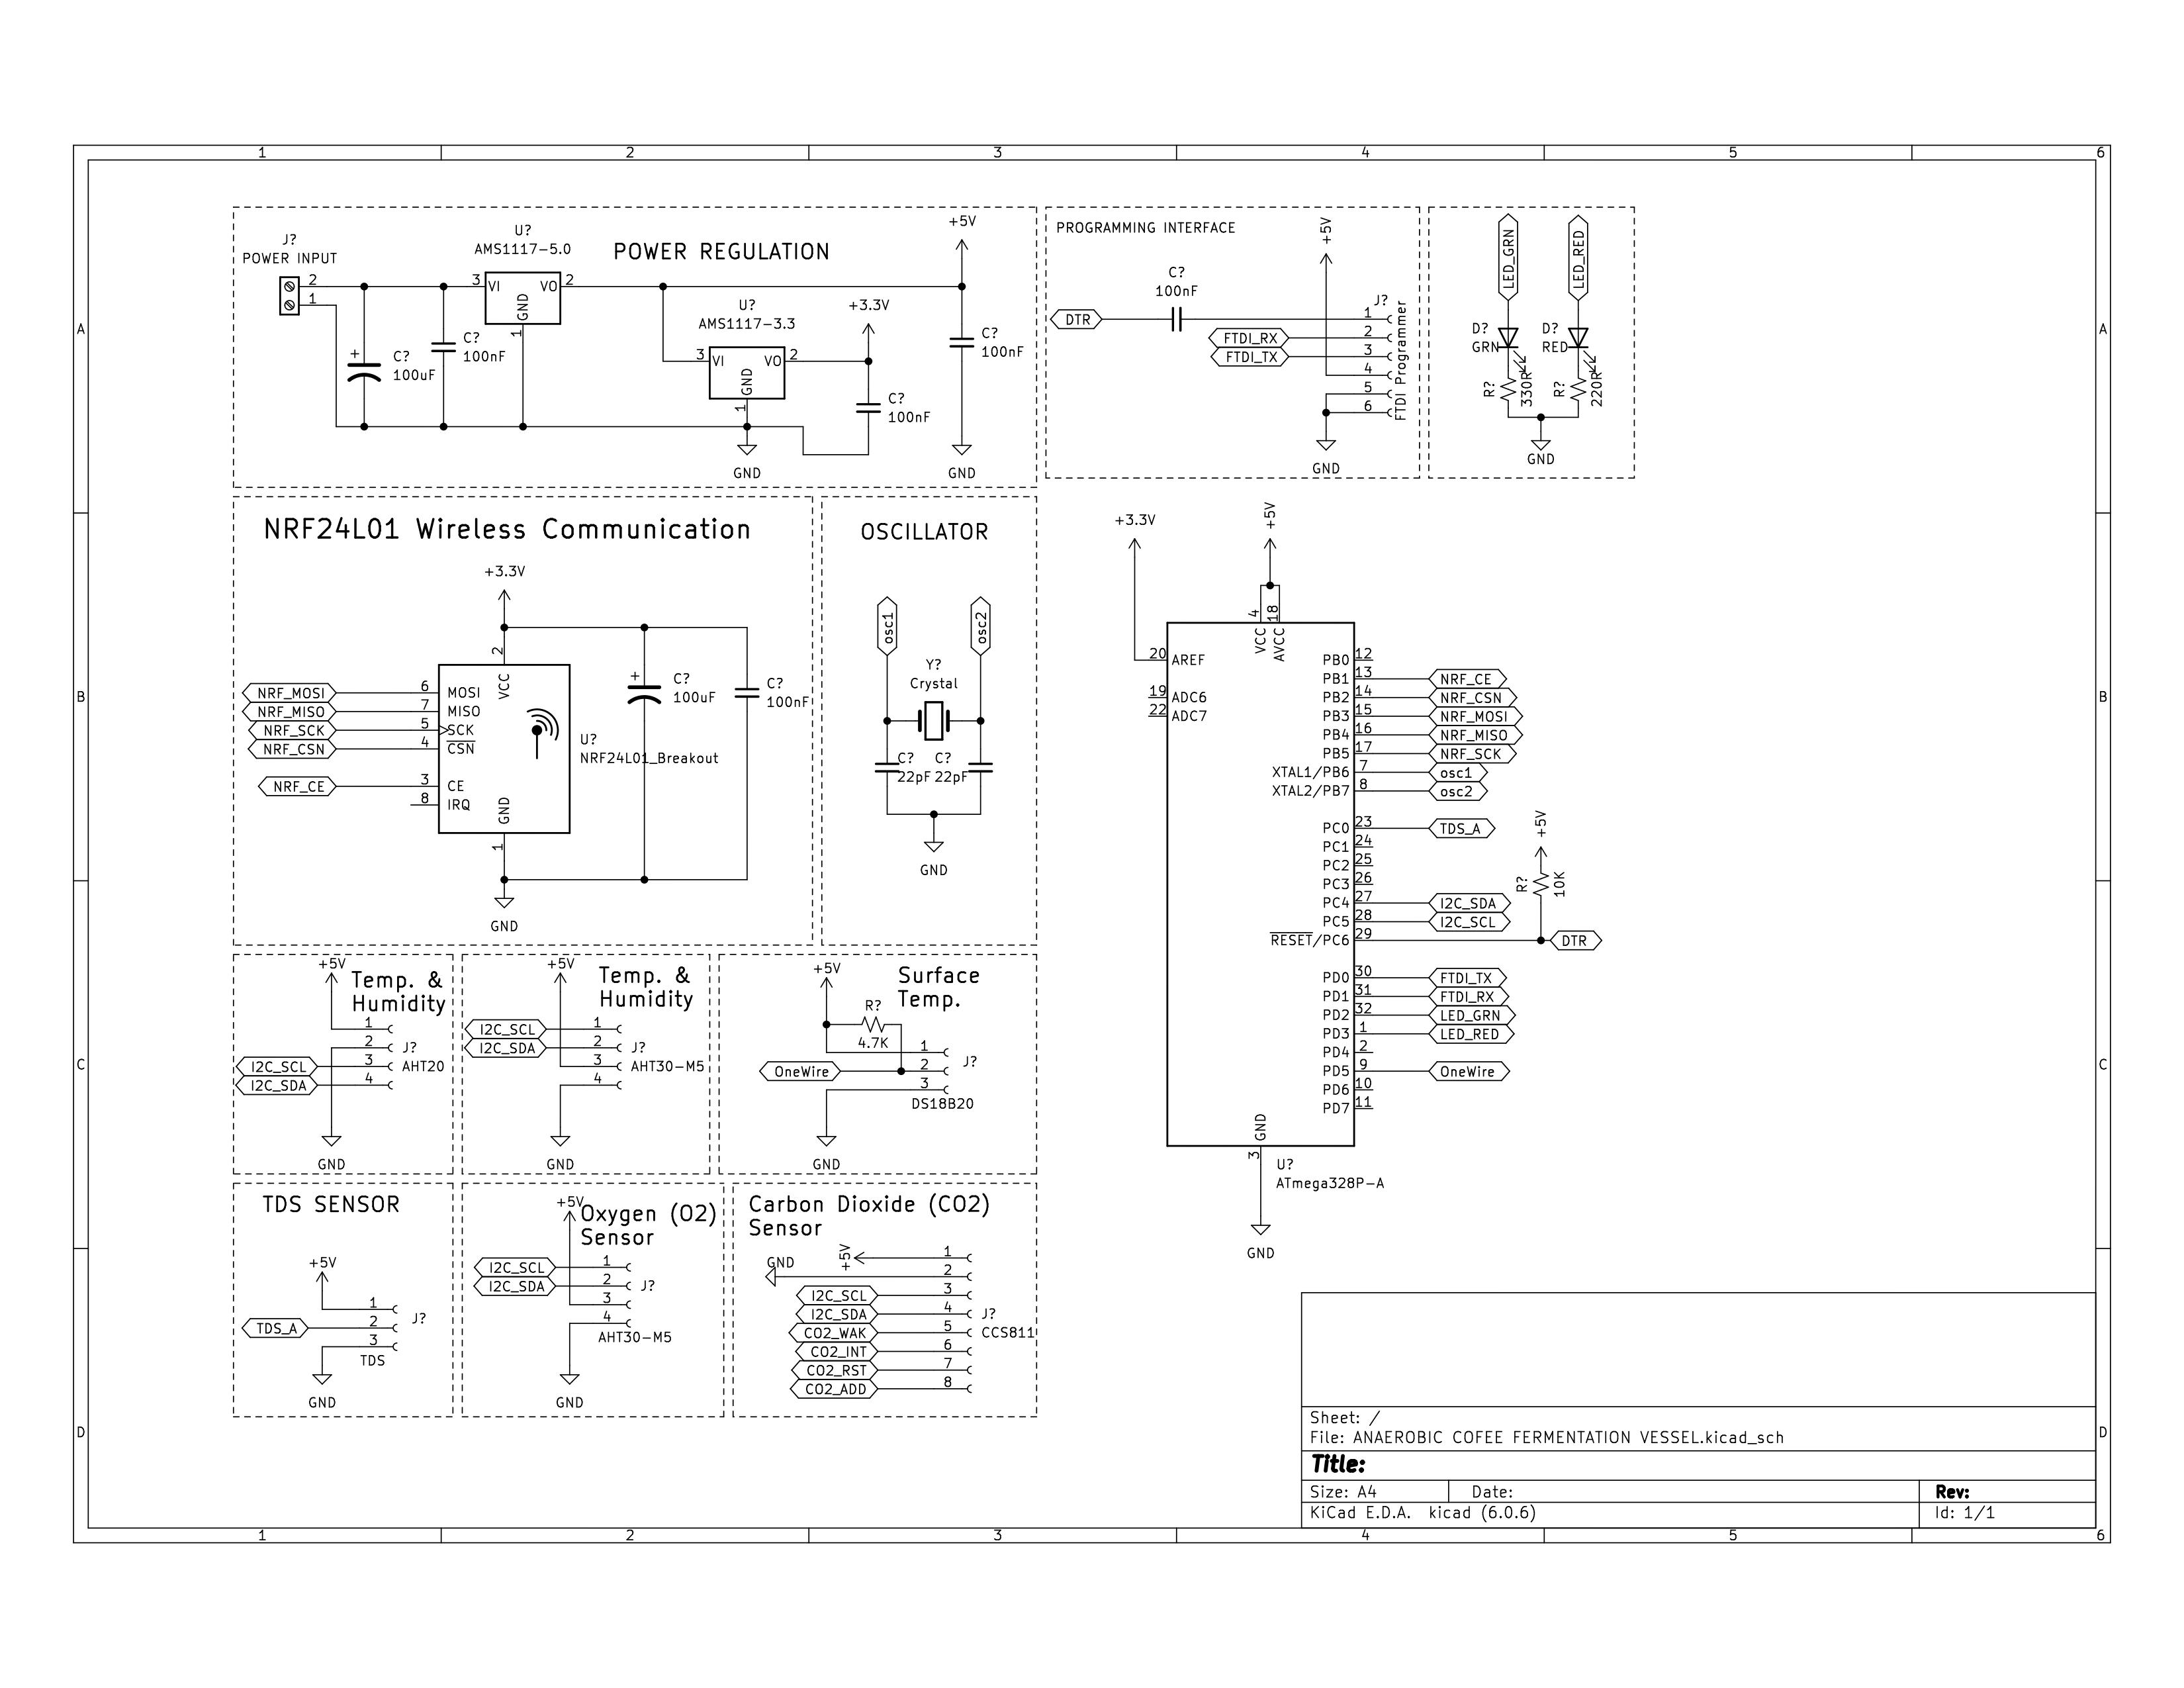 1 2 3 4 5 6
A
B
C
D
A
B
C
D
1 2 3 4 5 6
POWER REGULATION
J?
POWER INPUT
2
1
C?
100uF
+
C?
100nF
U?
AMS1117-5.0
3 VI VO 2
GND
1
U?
AMS1117-3.3
3 VI VO 2
GND
1
+3.3V
C?
100nF
+5V
C?
100nF
GND
GND
PROGRAMMING INTERFACE
DTR
C?
100nF
FTDI_RX
FTDI_TX
+5V
J?
1
2
3
4
5
6
FTDI Programmer
GND
LED_GRN
LED_RED
D?
GRN
D?
RED
R?
330R
R?
220R
GND
NRF24L01 Wireless Communication
+3.3V
2
VCC
NRF_MOSI 6 MOSI
NRF_MISO 7 MISO
NRF_SCK 5 SCK
NRF_CSN 4 CSN
NRF_CE 3 CE
8 IRQ
GND
1
U?
NRF24L01_Breakout
+
C?
100uF
C?
100nF
GND
OSCILLATOR
osc1
osc2
Y?
Crystal
C?
22pF
C?
22pF
GND
+3.3V
+5V
4
18
VCC
AVCC
20 AREF
19 ADC6
22 ADC7
PB0 12
PB1 13 NRF_CE
PB2 14 NRF_CSN
PB3 15 NRF_MOSI
PB4 16 NRF_MISO
PB5 17 NRF_SCK
XTAL1/PB6 7 osc1
XTAL2/PB7 8 osc2
PC0 23 TDS_A
PC1 24
PC2 25
PC3 26
PC4 27 I2C_SDA
PC5 28 I2C_SCL
RESET/PC6 29 DTR
+5V
R?
10K
PD0 30 FTDI_TX
PD1 31 FTDI_RX
PD2 32 LED_GRN
PD3 1 LED_RED
PD4 2
PD5 9 OneWire
PD6 10
PD7 11
GND
3
U?
ATmega328P-A
GND
+5V
Temp. &
Humidity
1
2
I2C_SCL 3
I2C_SDA 4
J?
AHT20
GND
+5V
Temp. &
Humidity
I2C_SCL 1
I2C_SDA 2
3
4
J?
AHT30-M5
GND
+5V
Surface
Temp.
R?
4.7K
1
OneWire 2
3
J?
DS18B20
GND
TDS SENSOR
+5V
1
TDS_A 2
3
J?
TDS
GND
+5V
Oxygen (O2)
Sensor
I2C_SCL 1
I2C_SDA 2
3
4
J?
AHT30-M5
GND
Carbon Dioxide (CO2)
Sensor
+5V 1
GND 2
I2C_SCL 3
I2C_SDA 4
CO2_WAK 5
CO2_INT 6
CO2_RST 7
CO2_ADD 8
J?
CCS811
Sheet: /
File: ANAEROBIC COFEE FERMENTATION VESSEL.kicad_sch
Title:
Size: A4 Date: Rev:
KiCad E.D.A. kicad (6.0.6) Id: 1/1